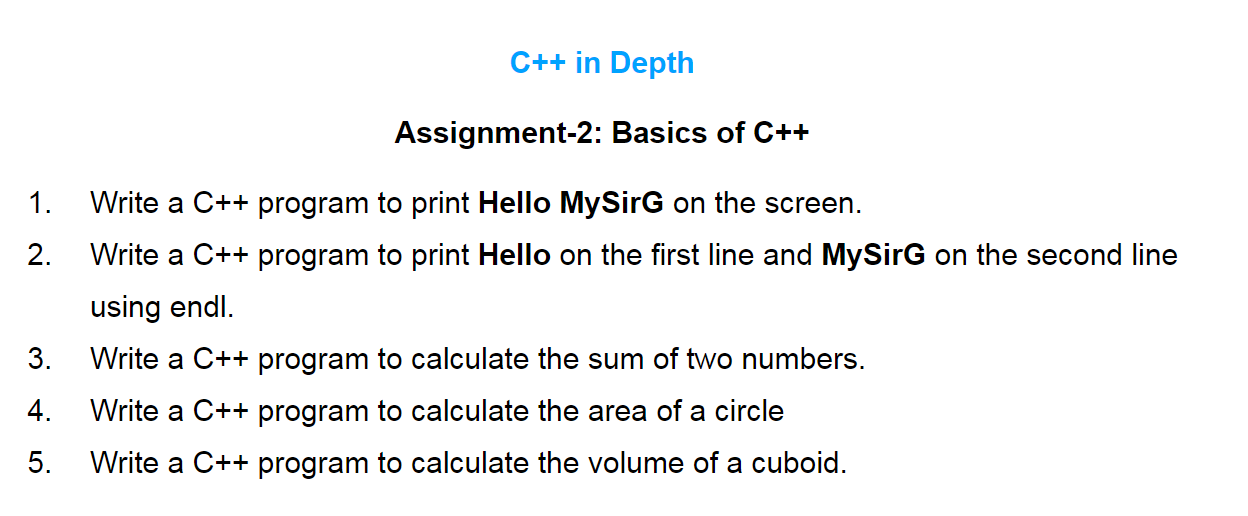 C++ in Depth
Assignment-2: Basics of C++
1. Write a C++ program to print Hello MySirG on the screen.
2. Write a C++ program to print Hello on the first line and MySirG on the second line
using endl.
3. Write a C++ program to calculate the sum of two numbers.
4. Write a C++ program to calculate the area of a circle
5. Write a C++ program to calculate the volume of a cuboid.